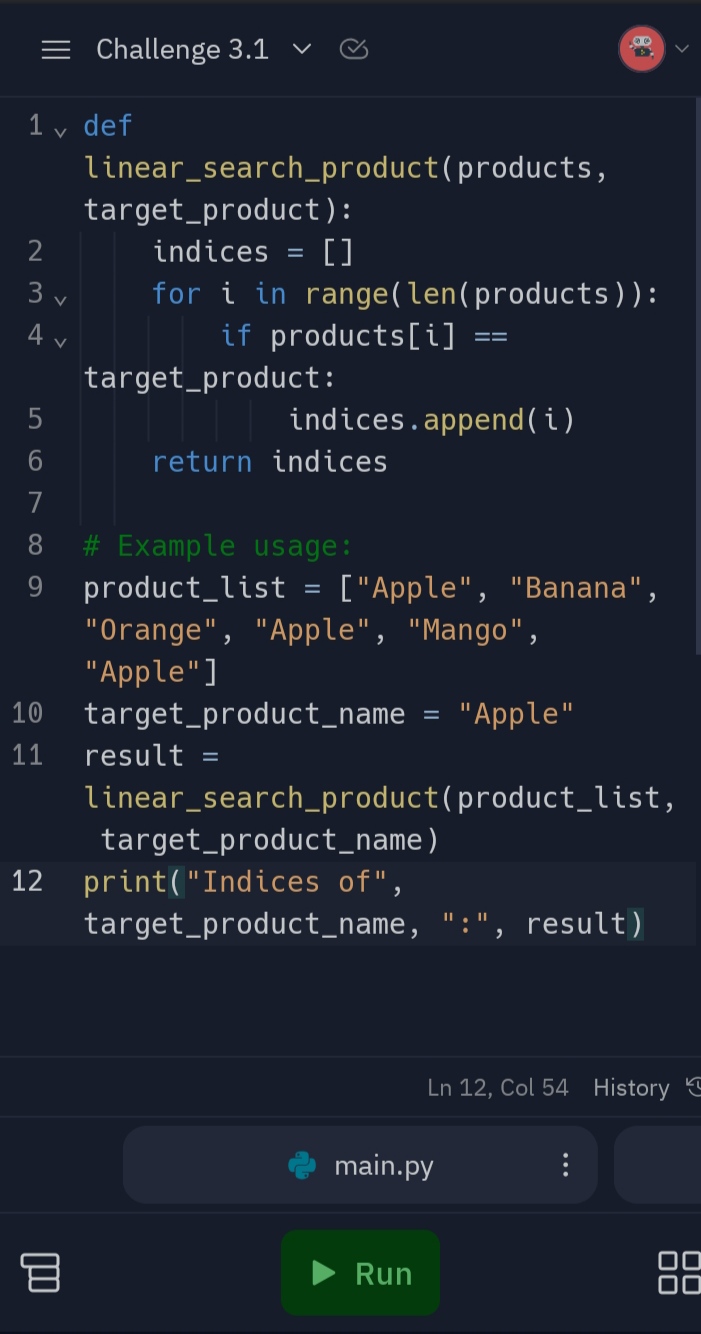 Challenge 3.1
1 def
linear_search_product(products,
target_product):
2 indices = []
3 for i in range(len(products)):
4 if products[i] ==
target_product:
5 indices.append(i)
6 return indices
7
8 # Example usage:
9 product_list = ["Apple", "Banana",
"Orange", "Apple", "Mango",
"Apple"]
10 target_product_name = "Apple"
11 result =
linear_search_product(product_list,
target_product_name)
12 print("Indices of",
target_product_name, ":", result)
Ln 12, Col 54 History
main.py
Run